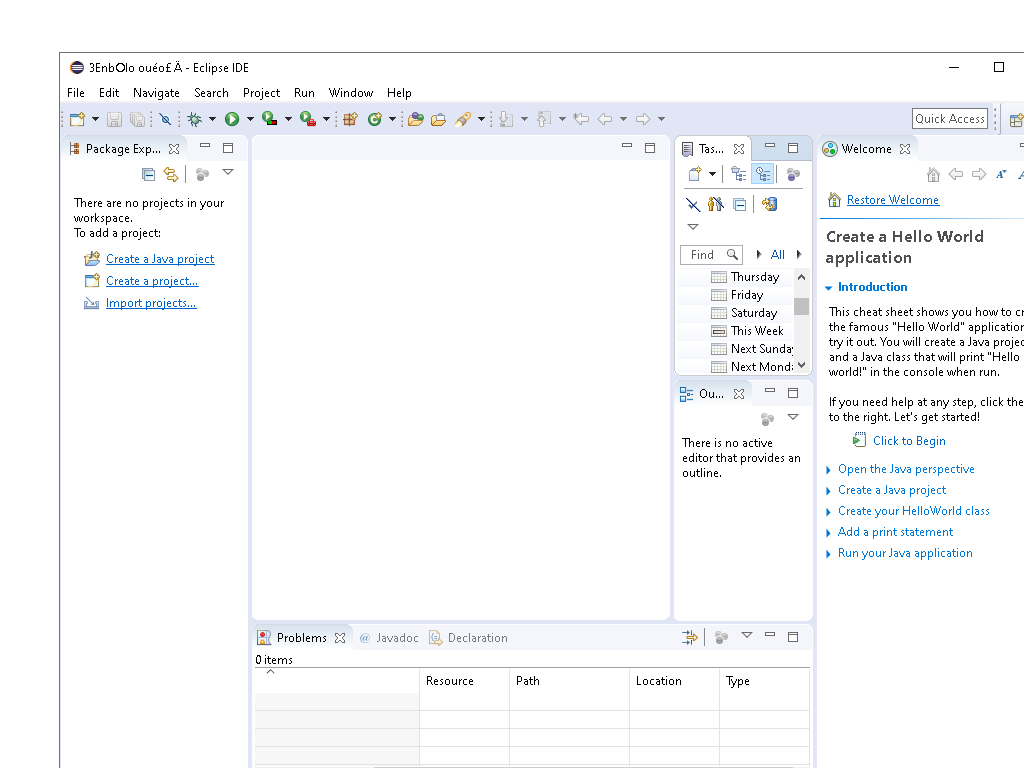 3EnbOlo ouéo£ Ä - Eclipse IDE
File Edit Navigate Search Project Run Window Help
Quick Access
Package Exp...
There are no projects in your
workspace.
To add a project:
Create a Java project
Create a project...
Import projects...
Tas...
Find
All
Thursday
Friday
Saturday
This Week
Next Sunda
Next Mond
Ou...
There is no active
editor that provides an
outline.
Welcome
Restore Welcome
Create a Hello World
application
Introduction
This cheat sheet shows you how to cr
the famous "Hello World" application
try it out. You will create a Java projec
and a Java class that will print "Hello
world!" in the console when run.
If you need help at any step, click the
to the right. Let's get started!
Click to Begin
Open the Java perspective
Create a Java project
Create your HelloWorld class
Add a print statement
Run your Java application
Problems @ Javadoc Declaration
0 items
Resource Path Location Type